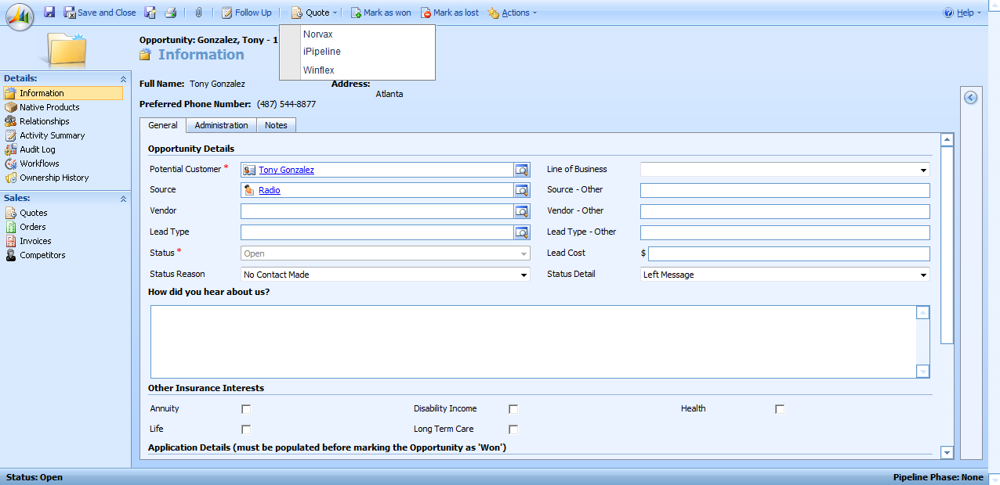 Save and Close Follow Up Quote Mark as won Mark as lost Actions Help
Norvax
iPipeline
Winflex
Opportunity: Gonzalez, Tony - 1
Information
Full Name: Tony Gonzalez Address:
Atlanta
Preferred Phone Number: (487) 544-8877
Details:
Information
Native Products
Relationships
Activity Summary
Audit Log
Workflows
Ownership History
Sales:
Quotes
Orders
Invoices
Competitors
General Administration Notes
Opportunity Details
Potential Customer * Tony Gonzalez Line of Business
Source Radio Source - Other
Vendor Vendor - Other
Lead Type Lead Type - Other
Status * Open Lead Cost $
Status Reason No Contact Made Status Detail Left Message
How did you hear about us?
Other Insurance Interests
Annuity Disability Income Health
Life Long Term Care
Application Details (must be populated before marking the Opportunity as 'Won')
Status: Open Pipeline Phase: None